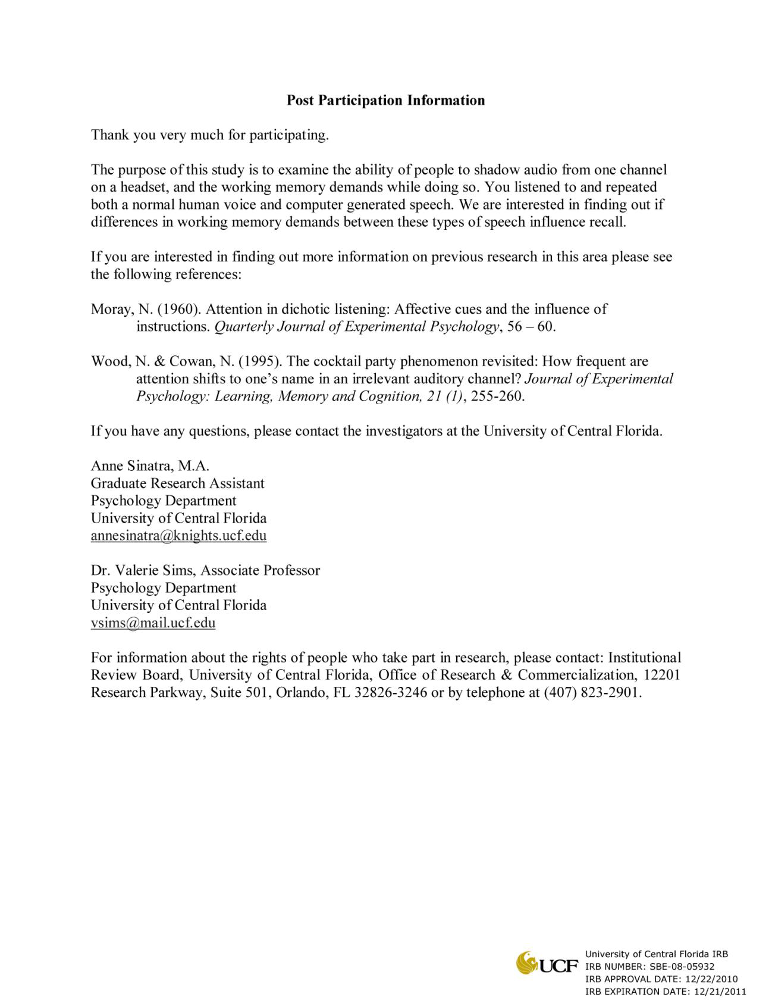 Post Participation Information
Thank you very much for participating.
The purpose of this study is to examine the ability of people to shadow audio from one channel
on a headset, and the working memory demands while doing so. You listened to and repeated
both a normal human voice and computer generated speech. We are interested in finding out if
differences in working memory demands between these types of speech influence recall.
If you are interested in finding out more information on previous research in this area please see
the following references:
Moray, N. (1960). Attention in dichotic listening: Affective cues and the influence of
instructions. Quarterly Journal of Experimental Psychology, 56 – 60.
Wood, N. & Cowan, N. (1995). The cocktail party phenomenon revisited: How frequent are
attention shifts to one’s name in an irrelevant auditory channel? Journal of Experimental
Psychology: Learning, Memory and Cognition, 21 (1), 255-260.
If you have any questions, please contact the investigators at the University of Central Florida.
Anne Sinatra, M.A.
Graduate Research Assistant
Psychology Department
University of Central Florida
annesinatra@knights.ucf.edu
Dr. Valerie Sims, Associate Professor
Psychology Department
University of Central Florida
vsims@mail.ucf.edu
For information about the rights of people who take part in research, please contact: Institutional
Review Board, University of Central Florida, Office of Research & Commercialization, 12201
Research Parkway, Suite 501, Orlando, FL 32826-3246 or by telephone at (407) 823-2901.
UCF
University of Central Florida IRB
IRB NUMBER: SBE-08-05932
IRB APPROVAL DATE: 12/22/2010
IRB EXPIRATION DATE: 12/21/2011